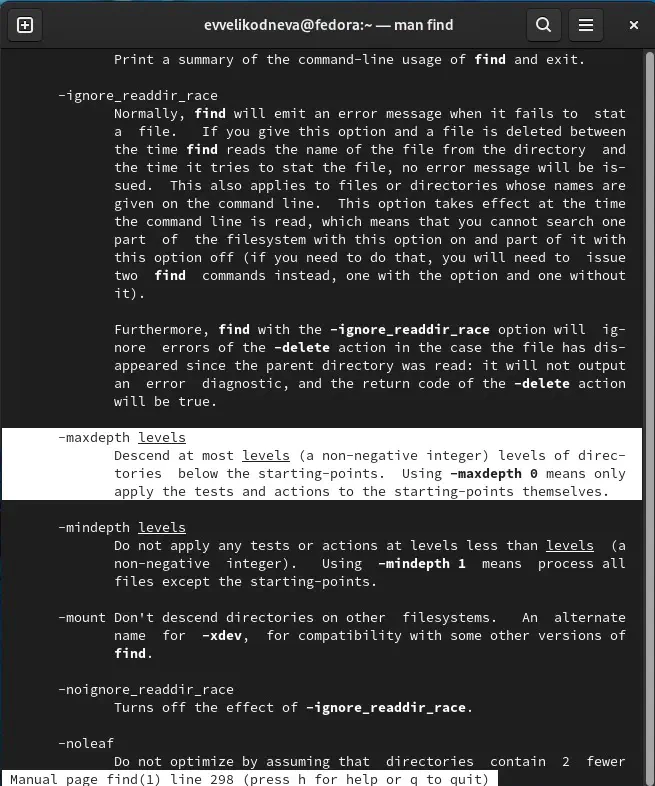 evvelikodneva@fedora:~ — man find
Print a summary of the command-line usage of find and exit.
-ignore_readdir_race
Normally, find will emit an error message when it fails to stat
a file. If you give this option and a file is deleted between
the time find reads the name of the file from the directory and
the time it tries to stat the file, no error message will be is-
sued. This also applies to files or directories whose names are
given on the command line. This option takes effect at the time
the command line is read, which means that you cannot search one
part of the filesystem with this option on and part of it with
this option off (if you need to do that, you will need to issue
two find commands instead, one with the option and one without
it).
Furthermore, find with the -ignore_readdir_race option will ig-
nore errors of the -delete action in the case the file has dis-
appeared since the parent directory was read: it will not output
an error diagnostic, and the return code of the -delete action
will be true.
-maxdepth levels
Descend at most levels (a non-negative integer) levels of direc-
tories below the starting-points. Using -maxdepth 0 means only
apply the tests and actions to the starting-points themselves.
-mindepth levels
Do not apply any tests or actions at levels less than levels (a
non-negative integer). Using -mindepth 1 means process all
files except the starting-points.
-mount Don't descend directories on other filesystems. An alternate
name for -xdev, for compatibility with some other versions of
find.
-noignore_readdir_race
Turns off the effect of -ignore_readdir_race.
-noleaf
Do not optimize by assuming that directories contain 2 fewer
Manual page find(1) line 298 (press h for help or q to quit)